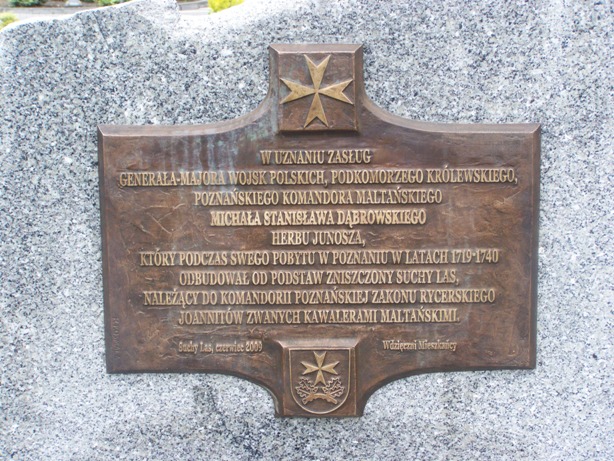 W UZNANIU ZASŁUG
GENERAŁA-MAJORA WOJSK POLSKICH, PODKOMORZEGO KRÓLEWSKIEGO,
POZNAŃSKIEGO KOMANDORA MALTAŃSKIEGO
MICHAŁA STANISŁAWA DĄBROWSKIEGO
HERBU JUNOSZA,
KTÓRY PODCZAS SWEGO POBYTU W POZNANIU W LATACH 1719-1740
ODBUDOWAŁ OD PODSTAW ZNISZCZONY SUCHY LAS,
NALEŻĄCY DO KOMANDORII POZNAŃSKIEJ ZAKONU RYCERSKIEGO
JOANNITÓW ZWANYCH KAWALERAMI MALTAŃSKIMI.
Suchy Las, czerwiec 2009 Wdzięczni Mieszkańcy